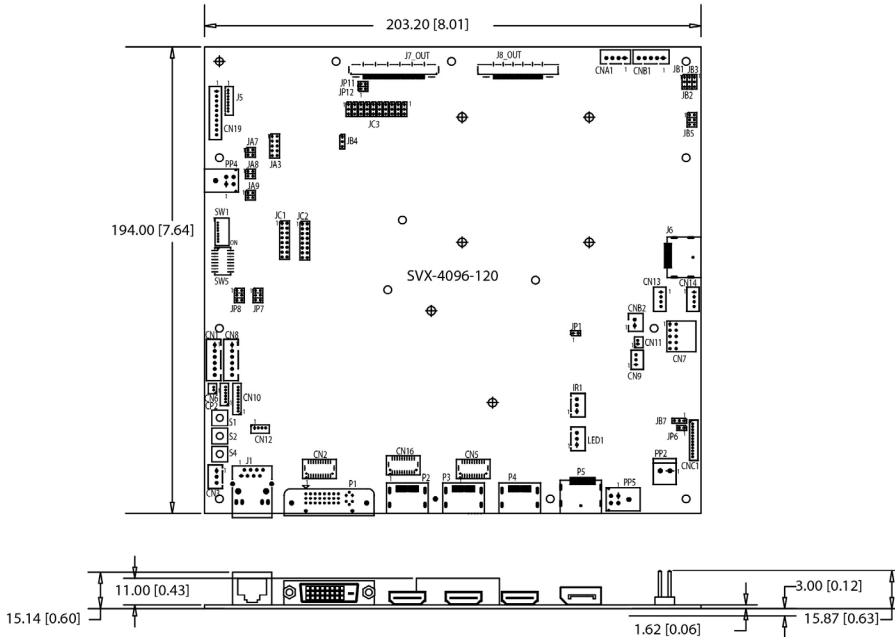 203.20 [8.01]
J7_OUT
J8_OUT
CNA1
CNB1
JB1
JB3
JP11
JP12
JB2
J5
JC3
CN19
JB5
JA7
JB4
JA3
PP4
JA8
JA9
SW1
JC1
JC2
194.00 [7.64]
J6
ON
SVX-4096-120
SW5
CN13
CN14
JP8
JP7
CNB2
JP1
CN1
CN8
CN11
CN7
CN9
CN6
CN10
IR1
CP2
S1
JB7
S2
CN12
LED1
JP6
S4
CNC1
J1
CN2
CN16
CN5
PP2
CN3
P1
P2
P3
P4
P5
PP5
11.00 [0.43]
3.00 [0.12]
15.14 [0.60]
1.62 [0.06]
15.87 [0.63]